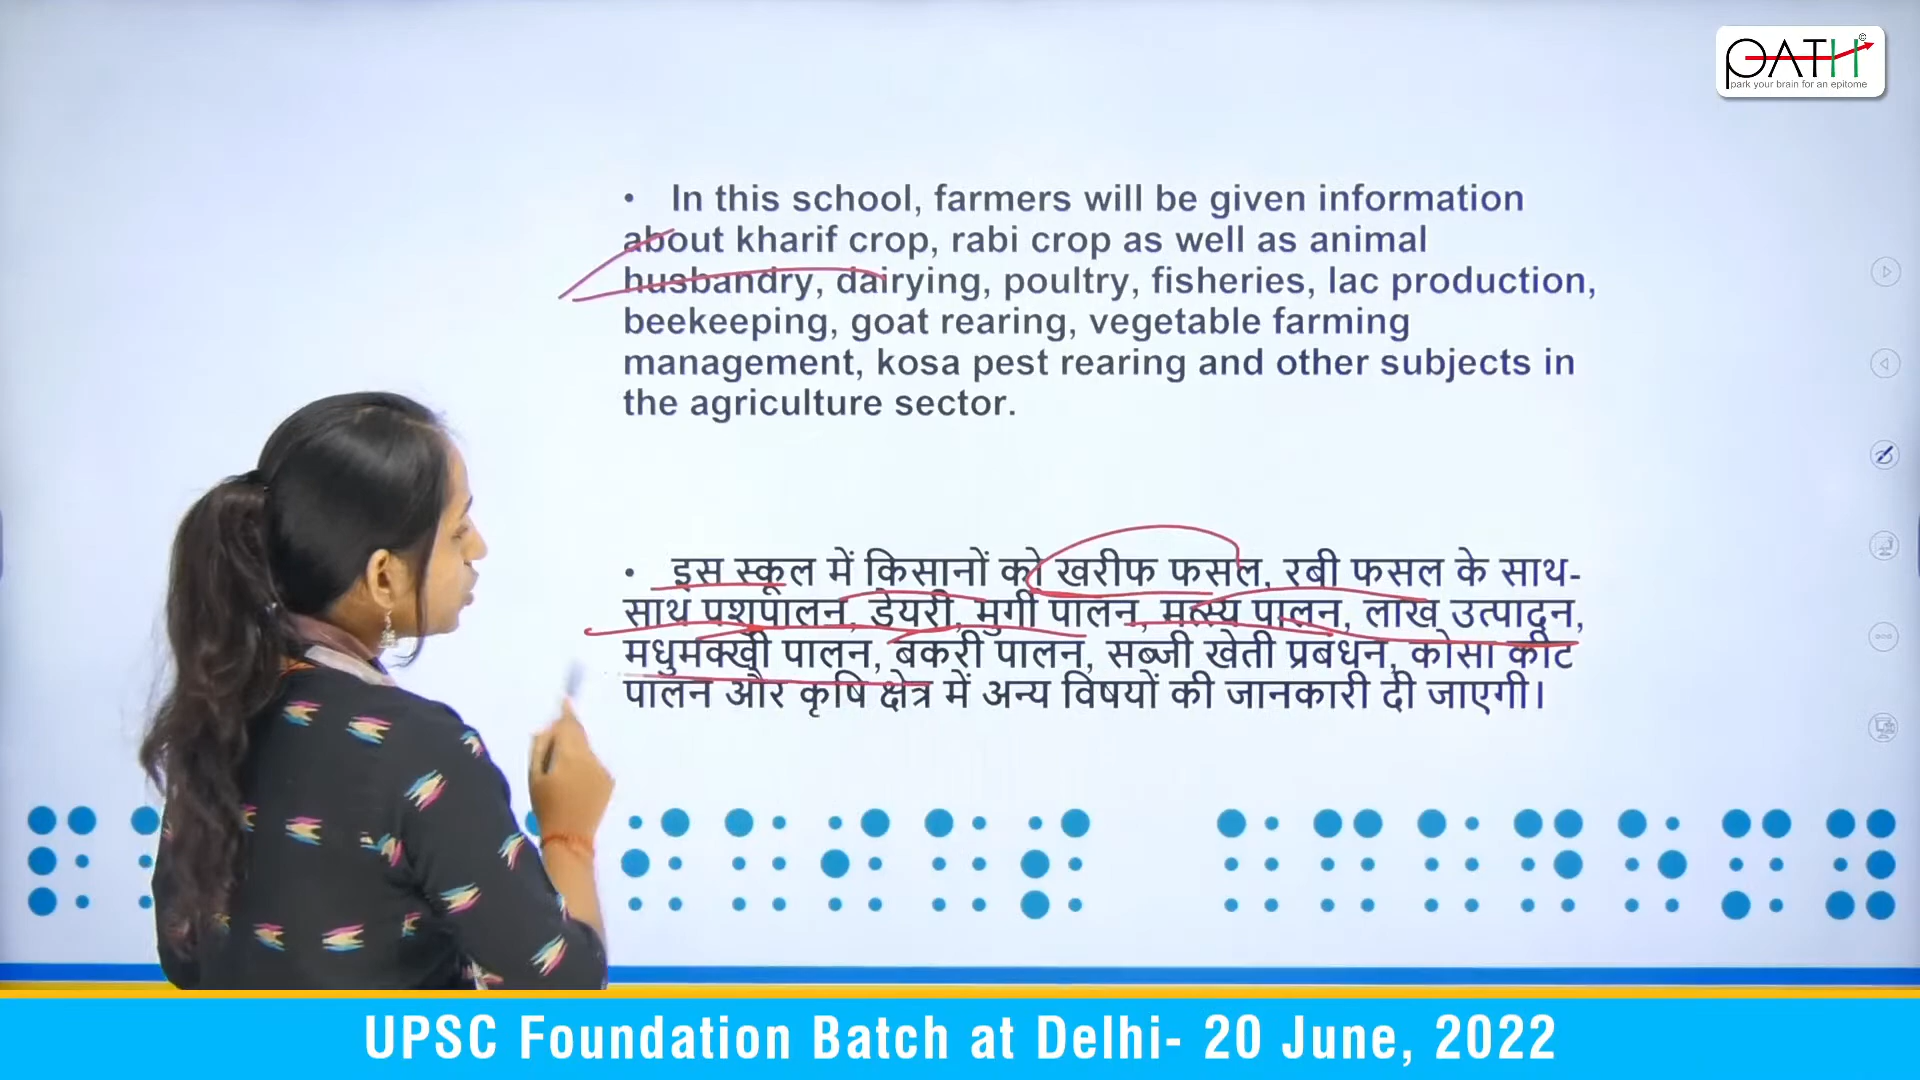 PATH©
park your brain for an epitome
• In this school, farmers will be given information
about kharif crop, rabi crop as well as animal
husbandry, dairying, poultry, fisheries, lac production,
beekeeping, goat rearing, vegetable farming
management, kosa pest rearing and other subjects in
the agriculture sector.
• इस स्कूल में किसानों को खरीफ फसल, रबी फसल के साथ-
साथ पशुपालन, डेयरी, मुर्गी पालन, मत्स्य पालन, लाख उत्पादन,
मधुमक्खी पालन, बकरी पालन, सब्जी खेती प्रबंधन, कोसा कीट
पालन और कृषि क्षेत्र में अन्य विषयों की जानकारी दी जाएगी।
UPSC Foundation Batch at Delhi- 20 June, 2022